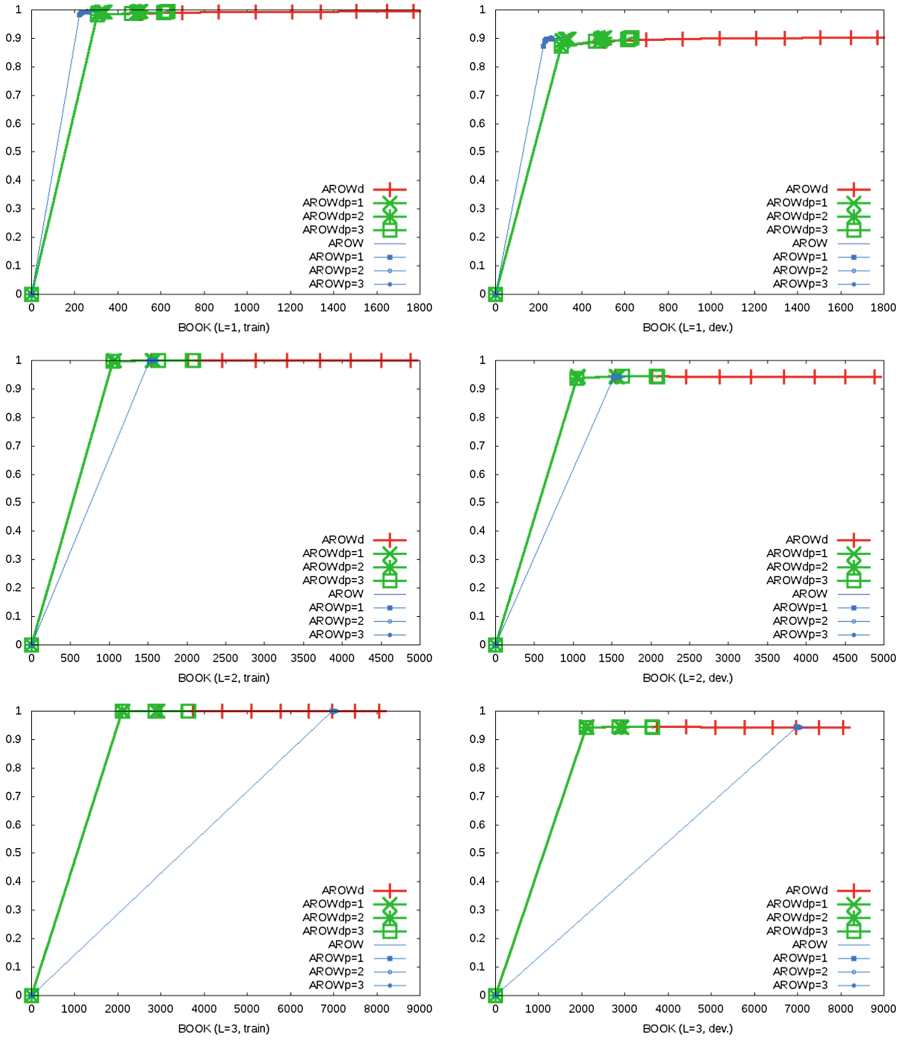 1
0.9
0.8
0.7
0.6
0.5
0.4
0.3
0.2
0.1
0
AROWd
AROWdp=1
AROWdp=2
AROWdp=3
AROW
AROWp=1
AROWp=2
AROWp=3
0 200 400 600 800 1000 1200 1400 1600 1800
BOOK (L=1, train)
1
0.9
0.8
0.7
0.6
0.5
0.4
0.3
0.2
0.1
0
AROWd
AROWdp=1
AROWdp=2
AROWdp=3
AROW
AROWp=1
AROWp=2
AROWp=3
0 200 400 600 800 1000 1200 1400 1600 1800
BOOK (L=1, dev.)
1
0.9
0.8
0.7
0.6
0.5
0.4
0.3
0.2
0.1
0
AROWd
AROWdp=1
AROWdp=2
AROWdp=3
AROW
AROWp=1
AROWp=2
AROWp=3
0 500 1000 1500 2000 2500 3000 3500 4000 4500 5000
BOOK (L=2, train)
1
0.9
0.8
0.7
0.6
0.5
0.4
0.3
0.2
0.1
0
AROWd
AROWdp=1
AROWdp=2
AROWdp=3
AROW
AROWp=1
AROWp=2
AROWp=3
0 500 1000 1500 2000 2500 3000 3500 4000 4500 5000
BOOK (L=2, dev.)
1
0.9
0.8
0.7
0.6
0.5
0.4
0.3
0.2
0.1
0
AROWd
AROWdp=1
AROWdp=2
AROWdp=3
AROW
AROWp=1
AROWp=2
AROWp=3
0 1000 2000 3000 4000 5000 6000 7000 8000 9000
BOOK (L=3, train)
1
0.9
0.8
0.7
0.6
0.5
0.4
0.3
0.2
0.1
0
AROWd
AROWdp=1
AROWdp=2
AROWdp=3
AROW
AROWp=1
AROWp=2
AROWp=3
0 1000 2000 3000 4000 5000 6000 7000 8000 9000
BOOK (L=3, dev.)